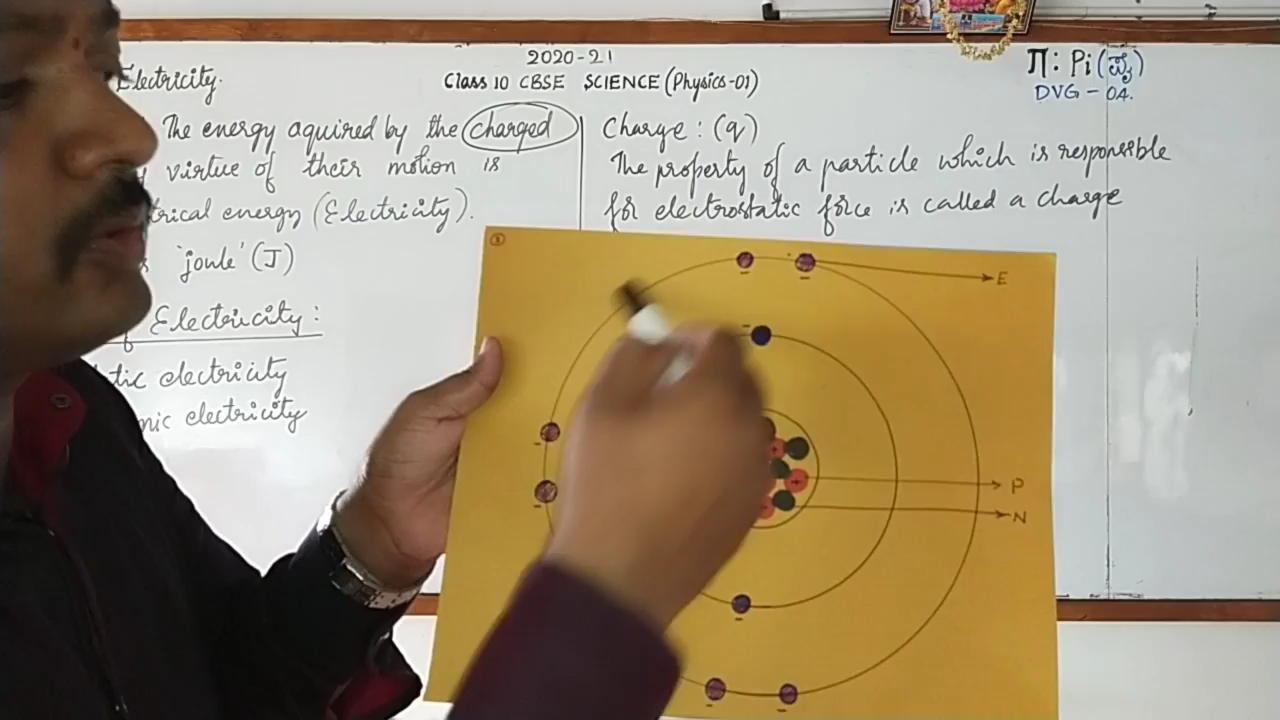 2020-21
Class 10 CBSE SCIENCE (Physics-01)
Π: Pi (ವೃ)
DVG - 04.
Electricity.
The energy aquired by the charged
virtue of their motion is
trical energy (Electricity).
'joule' (J)
Electricity:
tic electricity
mic electricity
Charge: (q)
The property of a particle which is responsible
for electrostatic force is called a charge
E
P
N